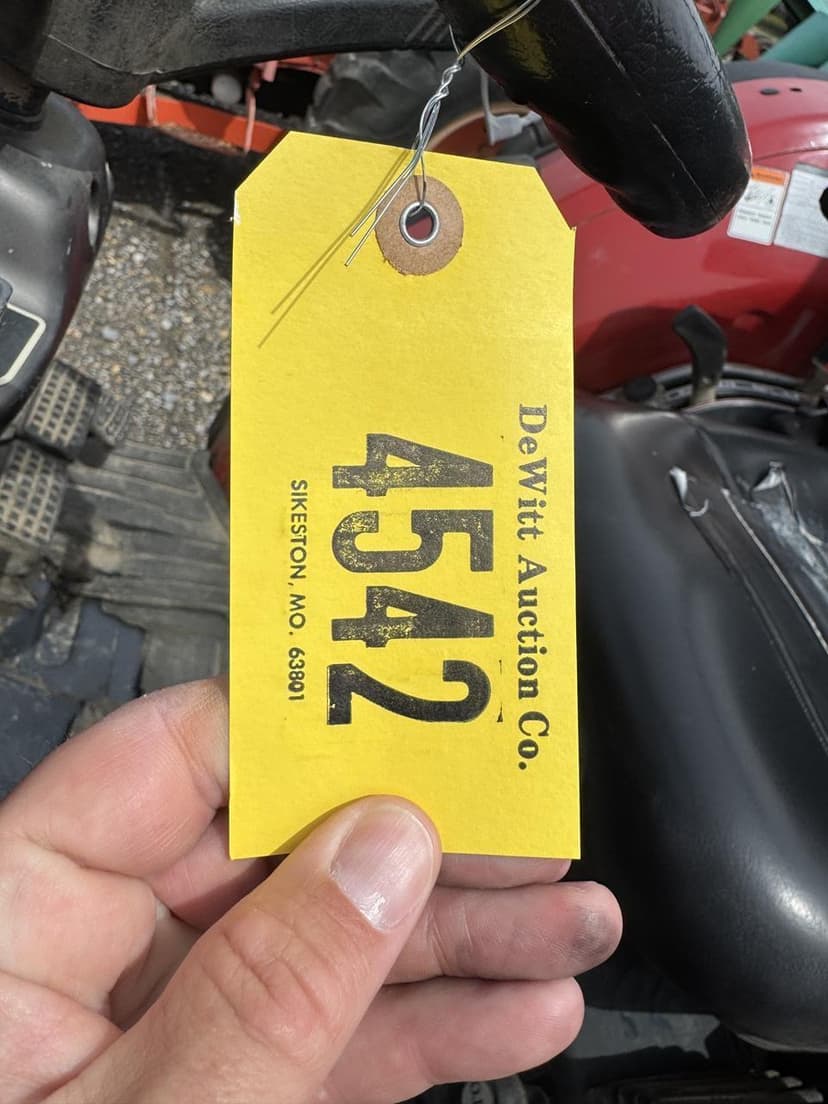 DeWitt Auction Co.
4542
SIKESTON, MO. 63801